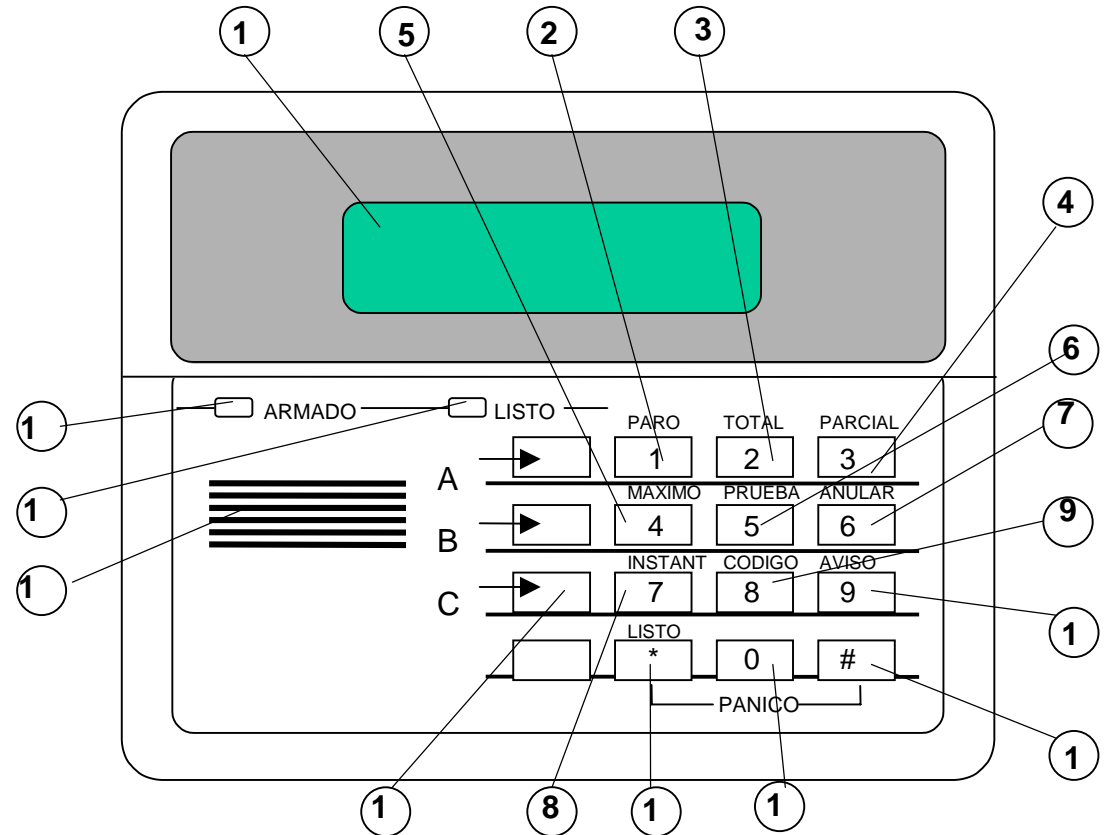 1 5 2 3
4
6
ARMADO LISTO
7
1
PARO TOTAL PARCIAL
A 1 2 3
1
MAXIMO PRUEBA ANULAR
B 4 5 6
9
1
INSTANT CODIGO AVISO
C 7 8 9
1
LISTO
* 0 #
PANICO
1
1 8 1 1